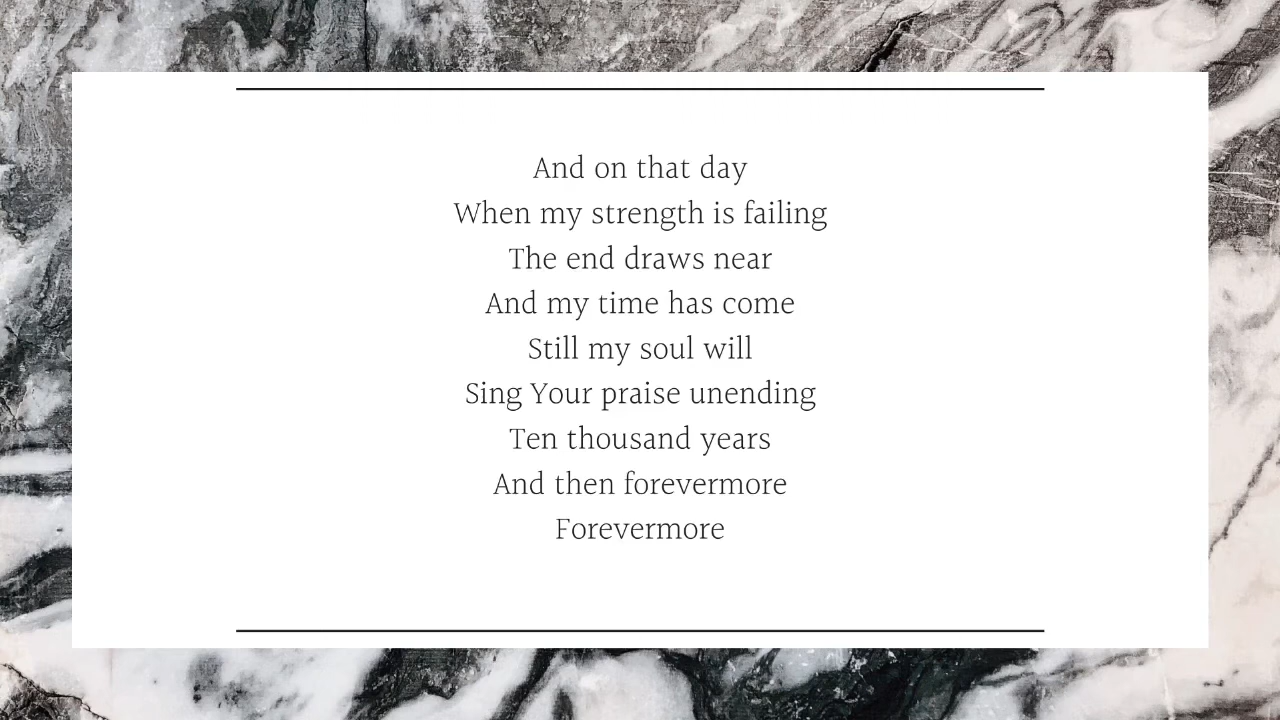 And on that day
When my strength is failing
The end draws near
And my time has come
Still my soul will
Sing Your praise unending
Ten thousand years
And then forevermore
Forevermore